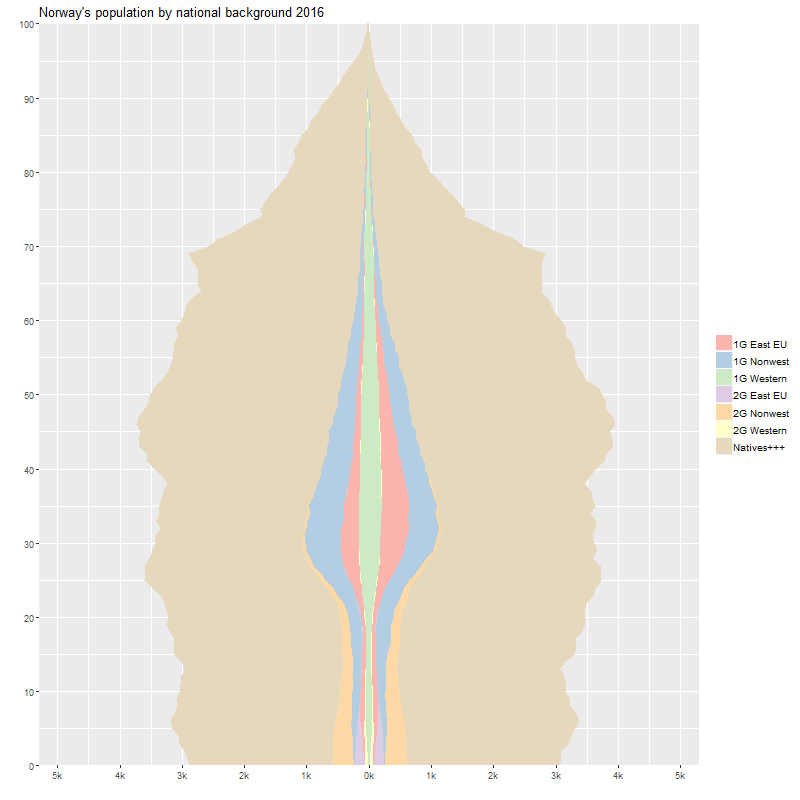 Norway's population by national background 2016
100
90
80
70
60
50
40
30
20
10
0
5k 4k 3k 2k 1k 0k 1k 2k 3k 4k 5k
1G East EU
1G Nonwest
1G Western
2G East EU
2G Nonwest
2G Western
Natives+++